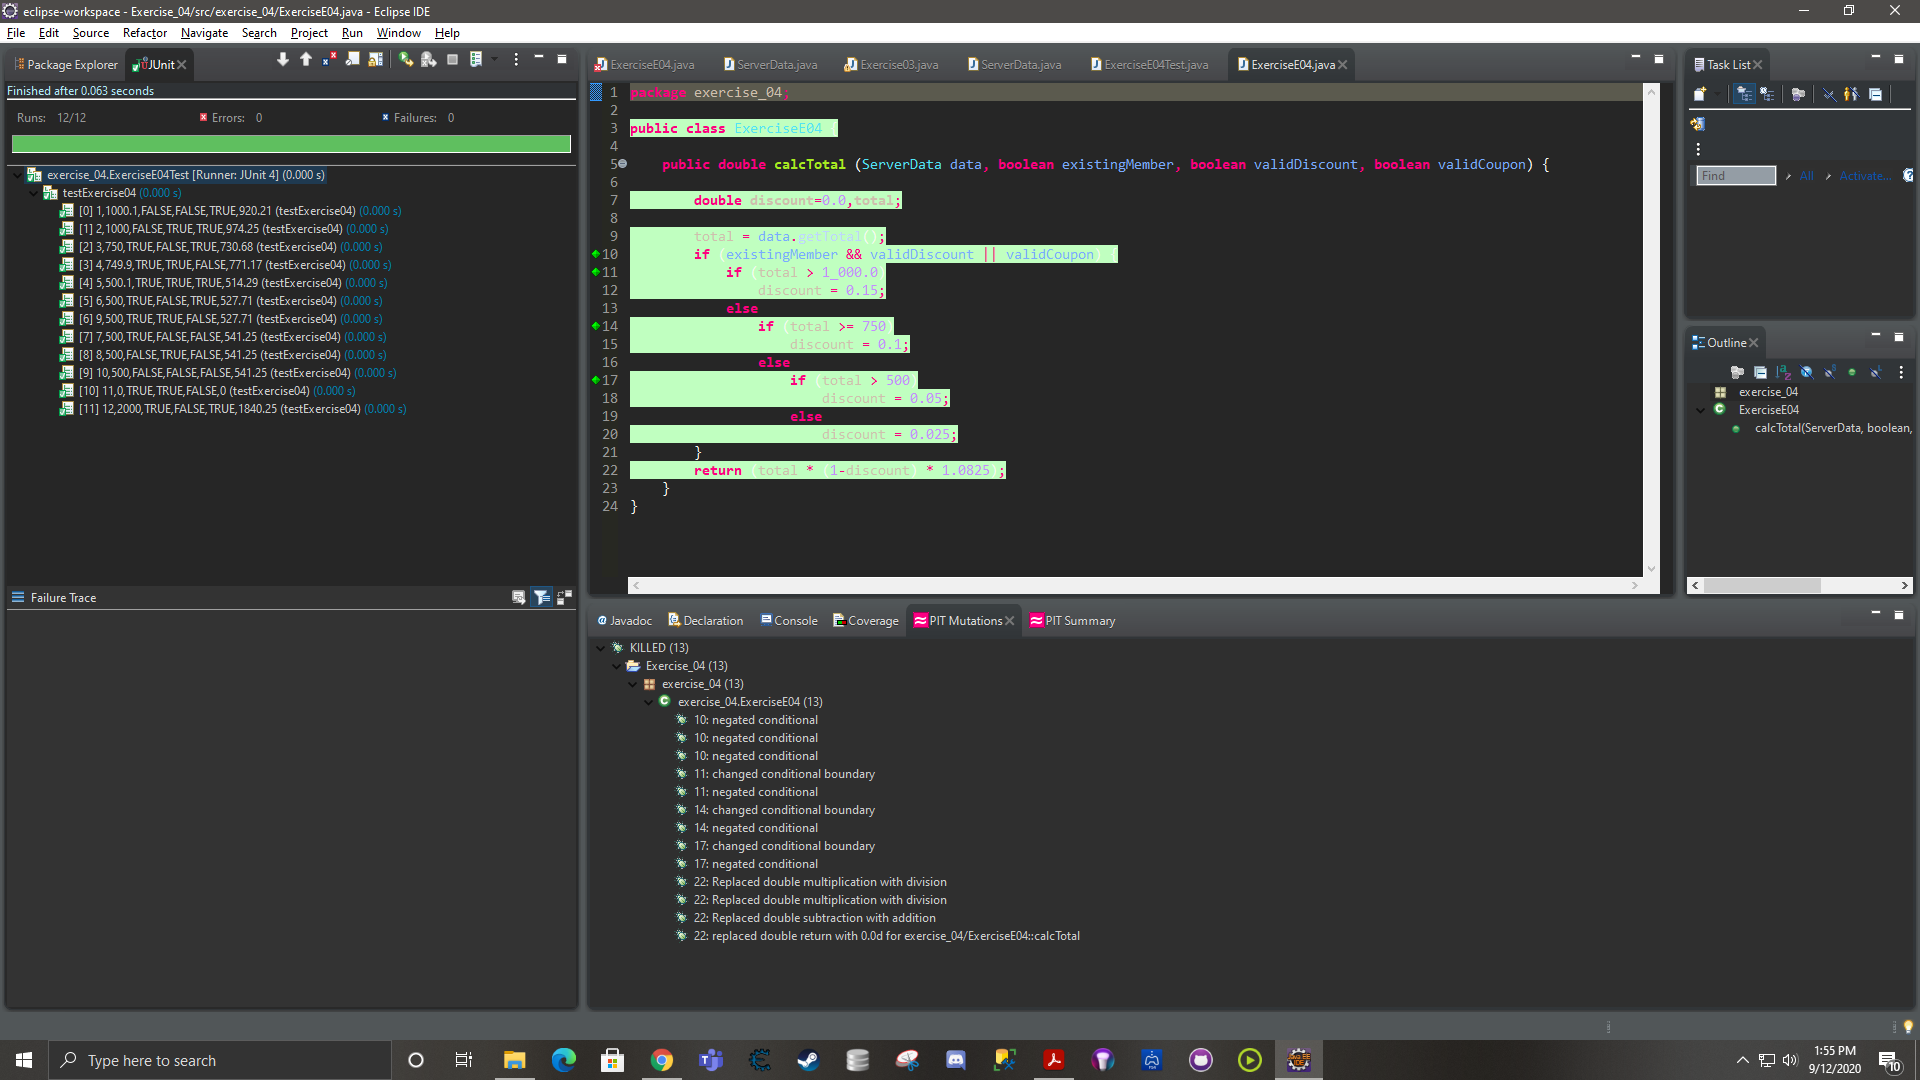 eclipse-workspace - Exercise_04/src/exercise_04/ExerciseE04.java - Eclipse IDE
File Edit Source Refactor Navigate Search Project Run Window Help
Package Explorer JUnit
Finished after 0.063 seconds
Runs: 12/12 Errors: 0 Failures: 0
exercise_04.ExerciseE04Test [Runner: JUnit 4] (0.000 s)
testExercise04 (0.000 s)
[0] 1,1000.1,FALSE,FALSE,TRUE,920.21 (testExercise04) (0.000 s)
[1] 2,1000,FALSE,TRUE,TRUE,974.25 (testExercise04) (0.000 s)
[2] 3,750,TRUE,FALSE,TRUE,730.68 (testExercise04) (0.000 s)
[3] 4,749.9,TRUE,TRUE,FALSE,771.17 (testExercise04) (0.000 s)
[4] 5,500.1,TRUE,TRUE,TRUE,514.29 (testExercise04) (0.000 s)
[5] 6,500,TRUE,FALSE,TRUE,527.71 (testExercise04) (0.000 s)
[6] 9,500,TRUE,TRUE,FALSE,527.71 (testExercise04) (0.000 s)
[7] 7,500,TRUE,FALSE,FALSE,541.25 (testExercise04) (0.000 s)
[8] 8,500,FALSE,TRUE,FALSE,541.25 (testExercise04) (0.000 s)
[9] 10,500,FALSE,FALSE,FALSE,541.25 (testExercise04) (0.000 s)
[10] 11,0,TRUE,TRUE,FALSE,0 (testExercise04) (0.000 s)
[11] 12,2000,TRUE,FALSE,TRUE,1840.25 (testExercise04) (0.000 s)
Failure Trace
ExerciseE04.java ServerData.java Exercise03.java ServerData.java ExerciseE04Test.java ExerciseE04.java
1 package exercise_04;
2
3 public class ExerciseE04
4
5 public double calcTotal (ServerData data, boolean existingMember, boolean validDiscount, boolean validCoupon) {
6
7 double discount=0.0,total;
8
9 total = data.getTotal();
10 if (existingMember && validDiscount || validCoupon) {
11 if (total > 1_000.0)
12 discount = 0.15;
13 else
14 if (total >= 750)
15 discount = 0.1;
16 else
17 if (total > 500)
18 discount = 0.05;
19 else
20 discount = 0.025;
21 }
22 return (total * (1-discount) * 1.0825);
23 }
24 }
Javadoc Declaration Console Coverage PIT Mutations PIT Summary
KILLED (13)
Exercise_04 (13)
exercise_04 (13)
exercise_04.ExerciseE04 (13)
10: negated conditional
10: negated conditional
10: negated conditional
11: changed conditional boundary
11: negated conditional
14: changed conditional boundary
14: negated conditional
17: changed conditional boundary
17: negated conditional
22: Replaced double multiplication with division
22: Replaced double multiplication with division
22: Replaced double subtraction with addition
22: replaced double return with 0.0d for exercise_04/ExerciseE04::calcTotal
Task List
Find All Activate...
Outline
exercise_04
ExerciseE04
calcTotal(ServerData, boolean,
Type here to search
1:55 PM
9/12/2020
10